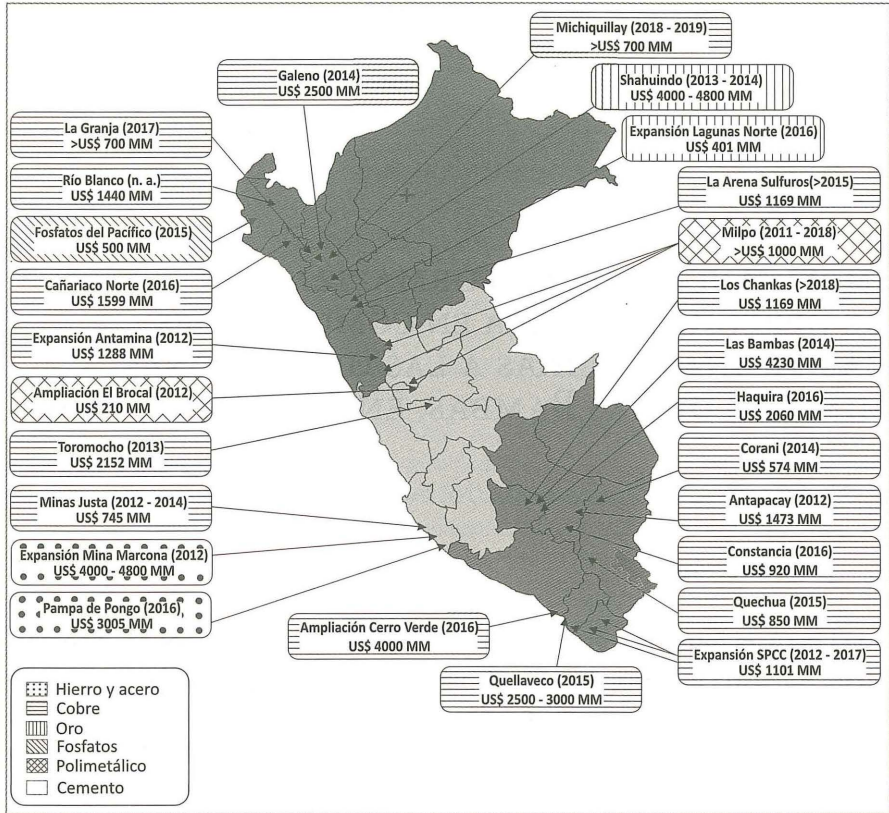 Michiquillay (2018 - 2019)
>US$ 700 MM
Galeno (2014)
US$ 2500 MM
Shahuindo (2013 - 2014)
US$ 4000 - 4800 MM
La Granja (2017)
>US$ 700 MM
Expansión Lagunas Norte (2016)
US$ 401 MM
Río Blanco (n. a.)
US$ 1440 MM
La Arena Sulfuros(>2015)
US$ 1169 MM
Fosfatos del Pacífico (2015)
US$ 500 MM
Milpo (2011 - 2018)
>US$ 1000 MM
Cañariaco Norte (2016)
US$ 1599 MM
Los Chankas (>2018)
US$ 1169 MM
Expansión Antamina (2012)
US$ 1288 MM
Las Bambas (2014)
US$ 4230 MM
Ampliación El Brocal (2012)
US$ 210 MM
Haquira (2016)
US$ 2060 MM
Toromocho (2013)
US$ 2152 MM
Corani (2014)
US$ 574 MM
Minas Justa (2012 - 2014)
US$ 745 MM
Antapacay (2012)
US$ 1473 MM
Expansión Mina Marcona (2012)
US$ 4000 - 4800 MM
Constancia (2016)
US$ 920 MM
Pampa de Pongo (2016)
US$ 3005 MM
Quechua (2015)
US$ 850 MM
Ampliación Cerro Verde (2016)
US$ 4000 MM
Expansión SPCC (2012 - 2017)
US$ 1101 MM
Quellaveco (2015)
US$ 2500 - 3000 MM
Hierro y acero
Cobre
Oro
Fosfatos
Polimetálico
Cemento